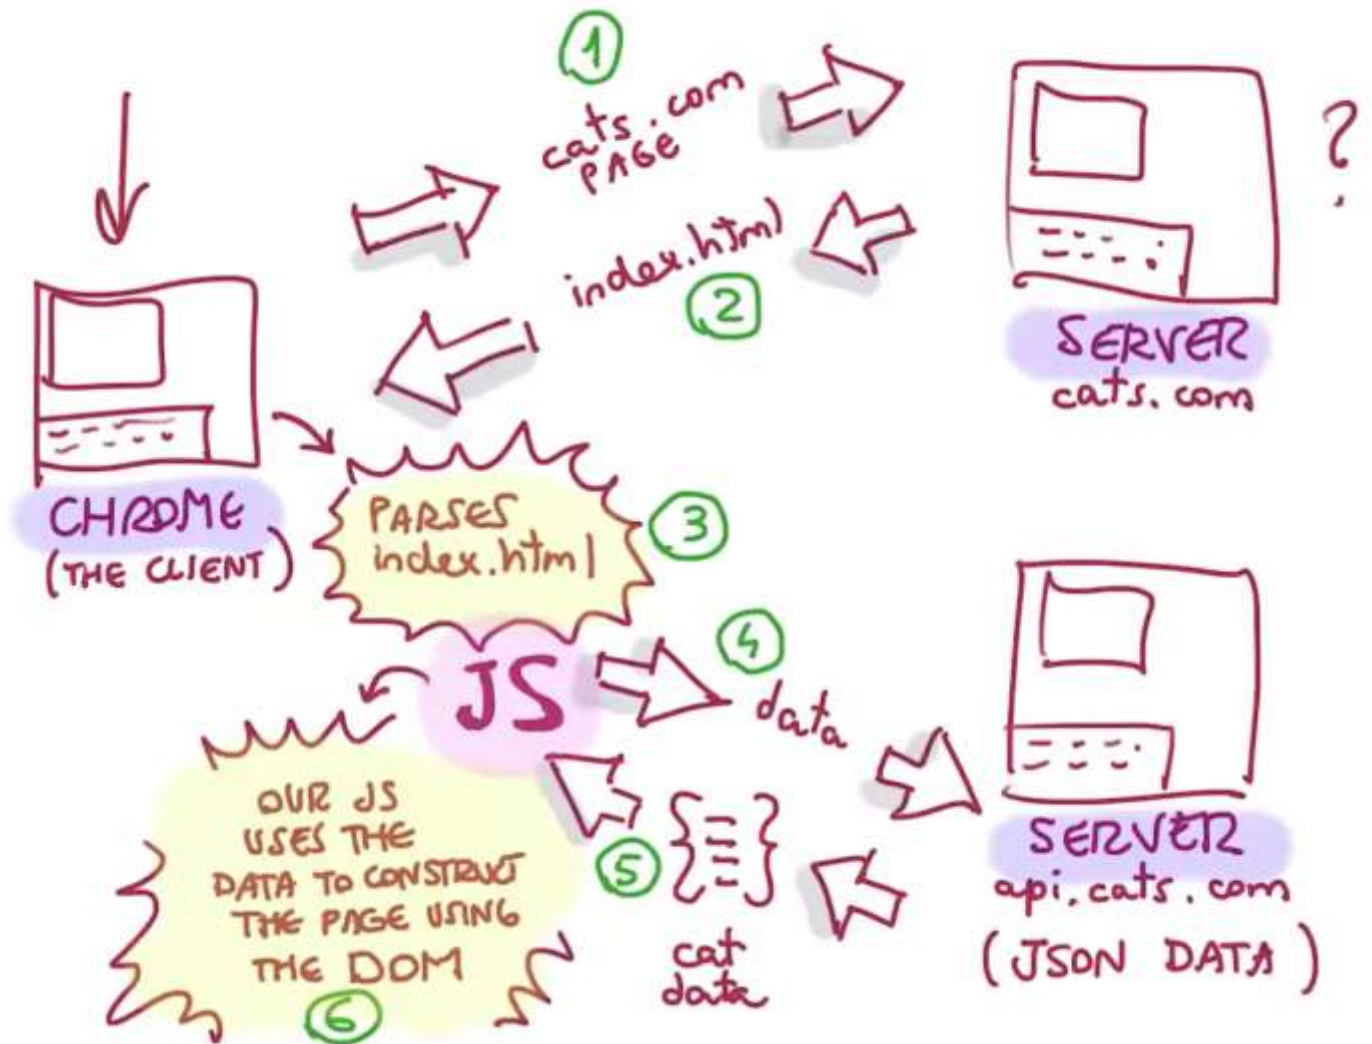 1
cats.com
PAGE
index.html
2
?
SERVER
cats.com
CHROME
(THE CLIENT)
PARSES
index.html
3
JS
4
data
5
{ }
cat
data
SERVER
api.cats.com
(JSON DATA)
OUR JS
USES THE
DATA TO CONSTRUCT
THE PAGE USING
THE DOM
6